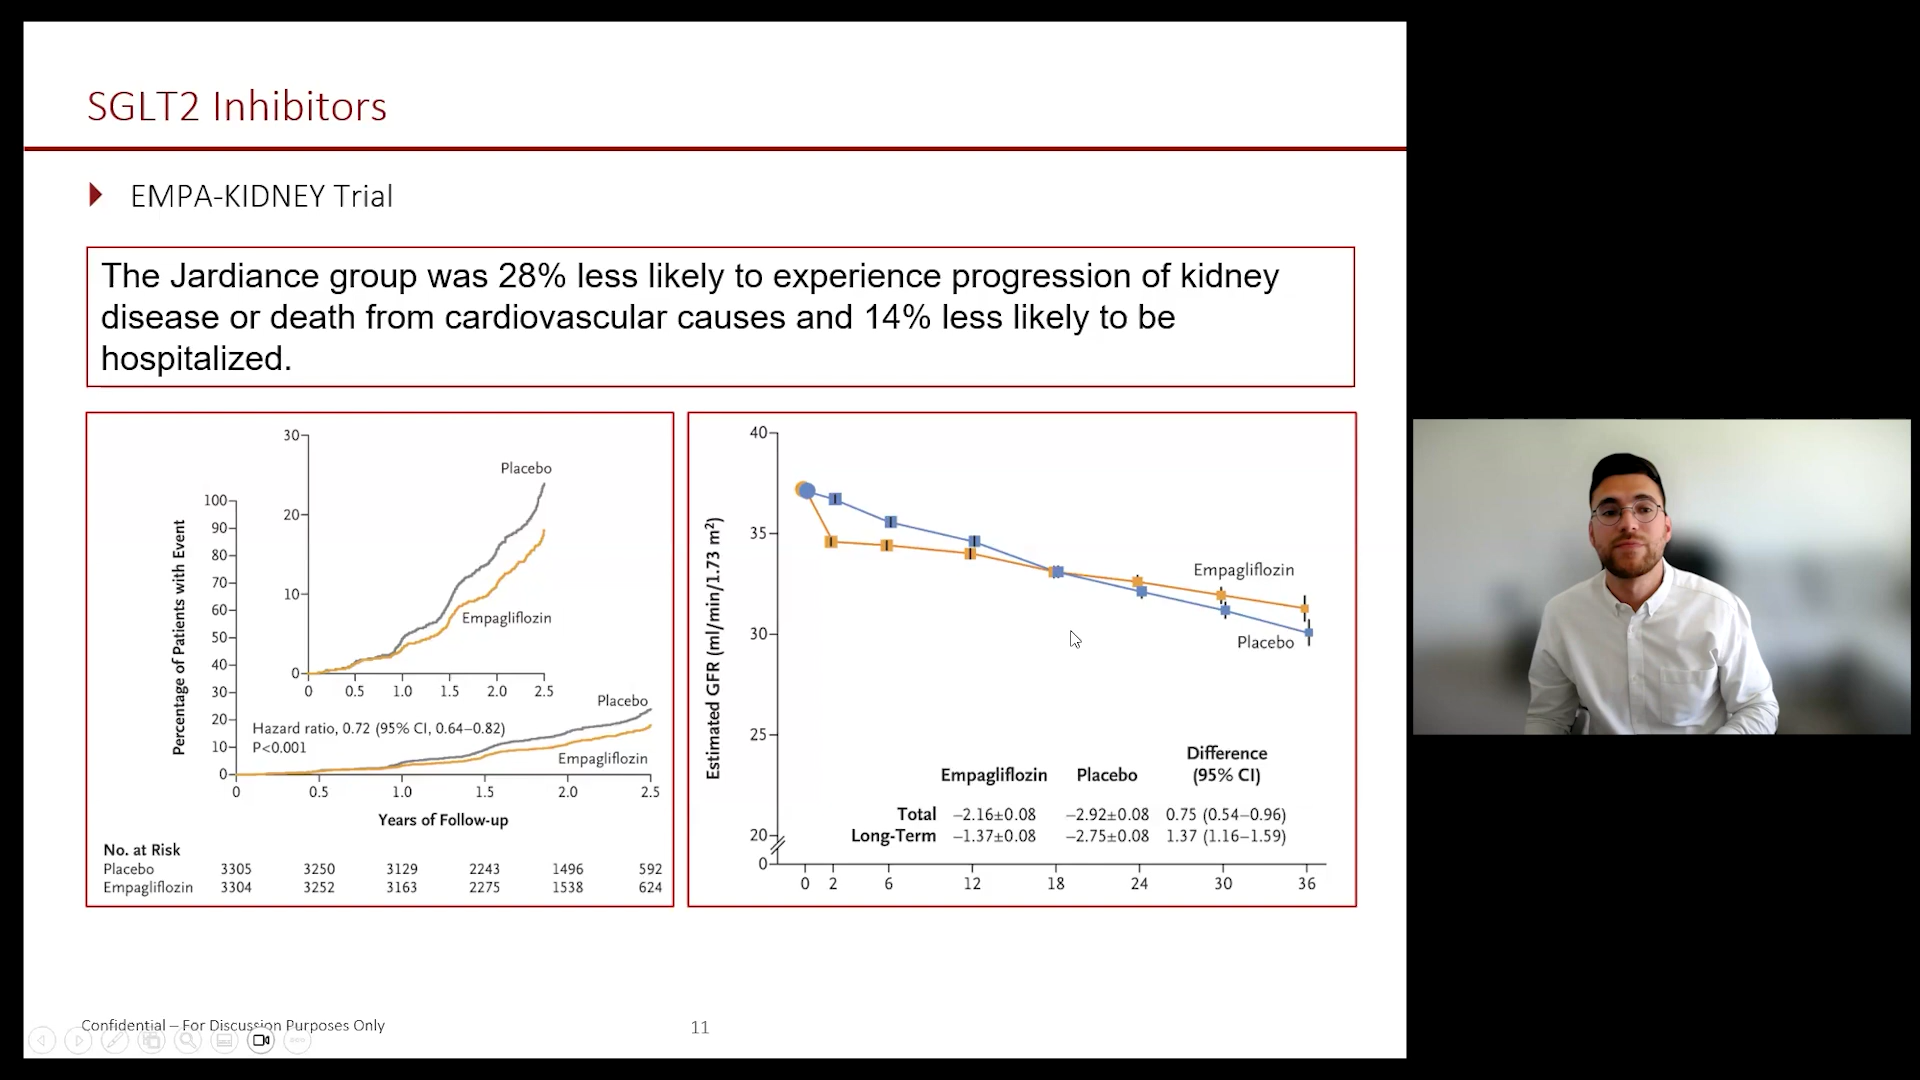 SGLT2 Inhibitors
EMPA-KIDNEY Trial
The Jardiance group was 28% less likely to experience progression of kidney
disease or death from cardiovascular causes and 14% less likely to be
hospitalized.
Percentage of Patients with Event
100
90
80
70
60
50
40
30
20
10
0
30
20
10
0
Placebo
Empagliflozin
0 0.5 1.0 1.5 2.0 2.5
Hazard ratio, 0.72 (95% CI, 0.64–0.82)
P<0.001
Placebo
Empagliflozin
0 0.5 1.0 1.5 2.0 2.5
Years of Follow-up
No. at Risk
Placebo 3305 3250 3129 2243 1496 592
Empagliflozin 3304 3252 3163 2275 1538 624
Estimated GFR (ml/min/1.73 m²)
40
35
30
25
20
0
Empagliflozin
Placebo
Difference
Empagliflozin Placebo (95% CI)
Total −2.16±0.08 −2.92±0.08 0.75 (0.54–0.96)
Long-Term −1.37±0.08 −2.75±0.08 1.37 (1.16–1.59)
0 2 6 12 18 24 30 36
Confidential – For Discussion Purposes Only
11